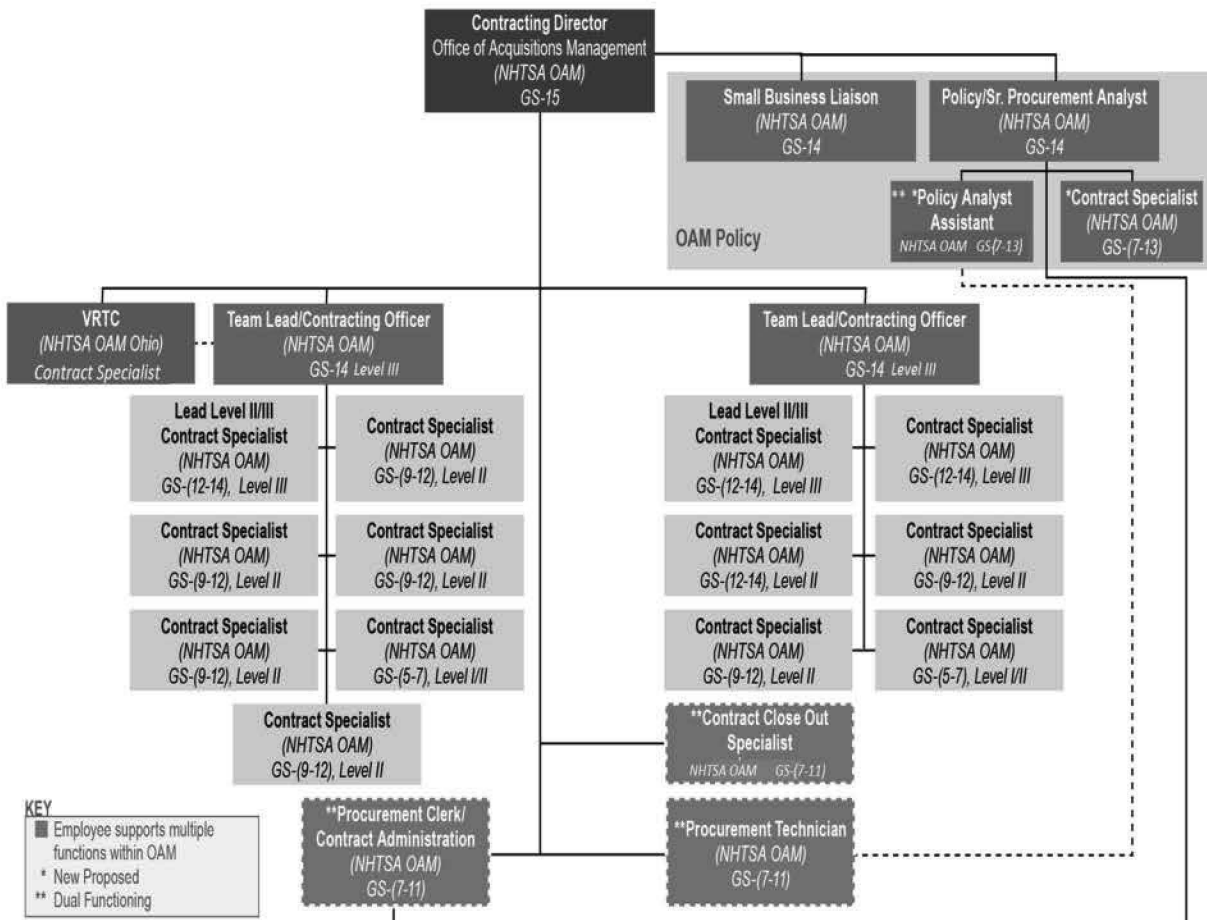 Contracting Director
Office of Acquisitions Management
(NHTSA OAM)
GS-15
Small Business Liaison
(NHTSA OAM)
GS-14
Policy/Sr. Procurement Analyst
(NHTSA OAM)
GS-14
** *Policy Analyst
Assistant
NHTSA OAM GS-(7-13)
*Contract Specialist
(NHTSA OAM)
GS-(7-13)
OAM Policy
VRTC
(NHTSA OAM Ohio)
Contract Specialist
Team Lead/Contracting Officer
(NHTSA OAM)
GS-14 Level III
Team Lead/Contracting Officer
(NHTSA OAM)
GS-14 Level III
Lead Level II/III
Contract Specialist
(NHTSA OAM)
GS-(12-14), Level III
Contract Specialist
(NHTSA OAM)
GS-(9-12), Level II
Lead Level II/III
Contract Specialist
(NHTSA OAM)
GS-(12-14), Level III
Contract Specialist
(NHTSA OAM)
GS-(12-14), Level III
Contract Specialist
(NHTSA OAM)
GS-(9-12), Level II
Contract Specialist
(NHTSA OAM)
GS-(9-12), Level II
Contract Specialist
(NHTSA OAM)
GS-(12-14), Level II
Contract Specialist
(NHTSA OAM)
GS-(9-12), Level II
Contract Specialist
(NHTSA OAM)
GS-(9-12), Level II
Contract Specialist
(NHTSA OAM)
GS-(5-7), Level I/II
Contract Specialist
(NHTSA OAM)
GS-(9-12), Level II
Contract Specialist
(NHTSA OAM)
GS-(5-7), Level I/II
Contract Specialist
(NHTSA OAM)
GS-(9-12), Level II
**Contract Close Out
Specialist
NHTSA OAM GS-(7-11)
**Procurement Clerk/
Contract Administration
(NHTSA OAM)
GS-(7-11)
**Procurement Technician
(NHTSA OAM)
GS-(7-11)
KEY
Employee supports multiple
functions within OAM
* New Proposed
** Dual Functioning